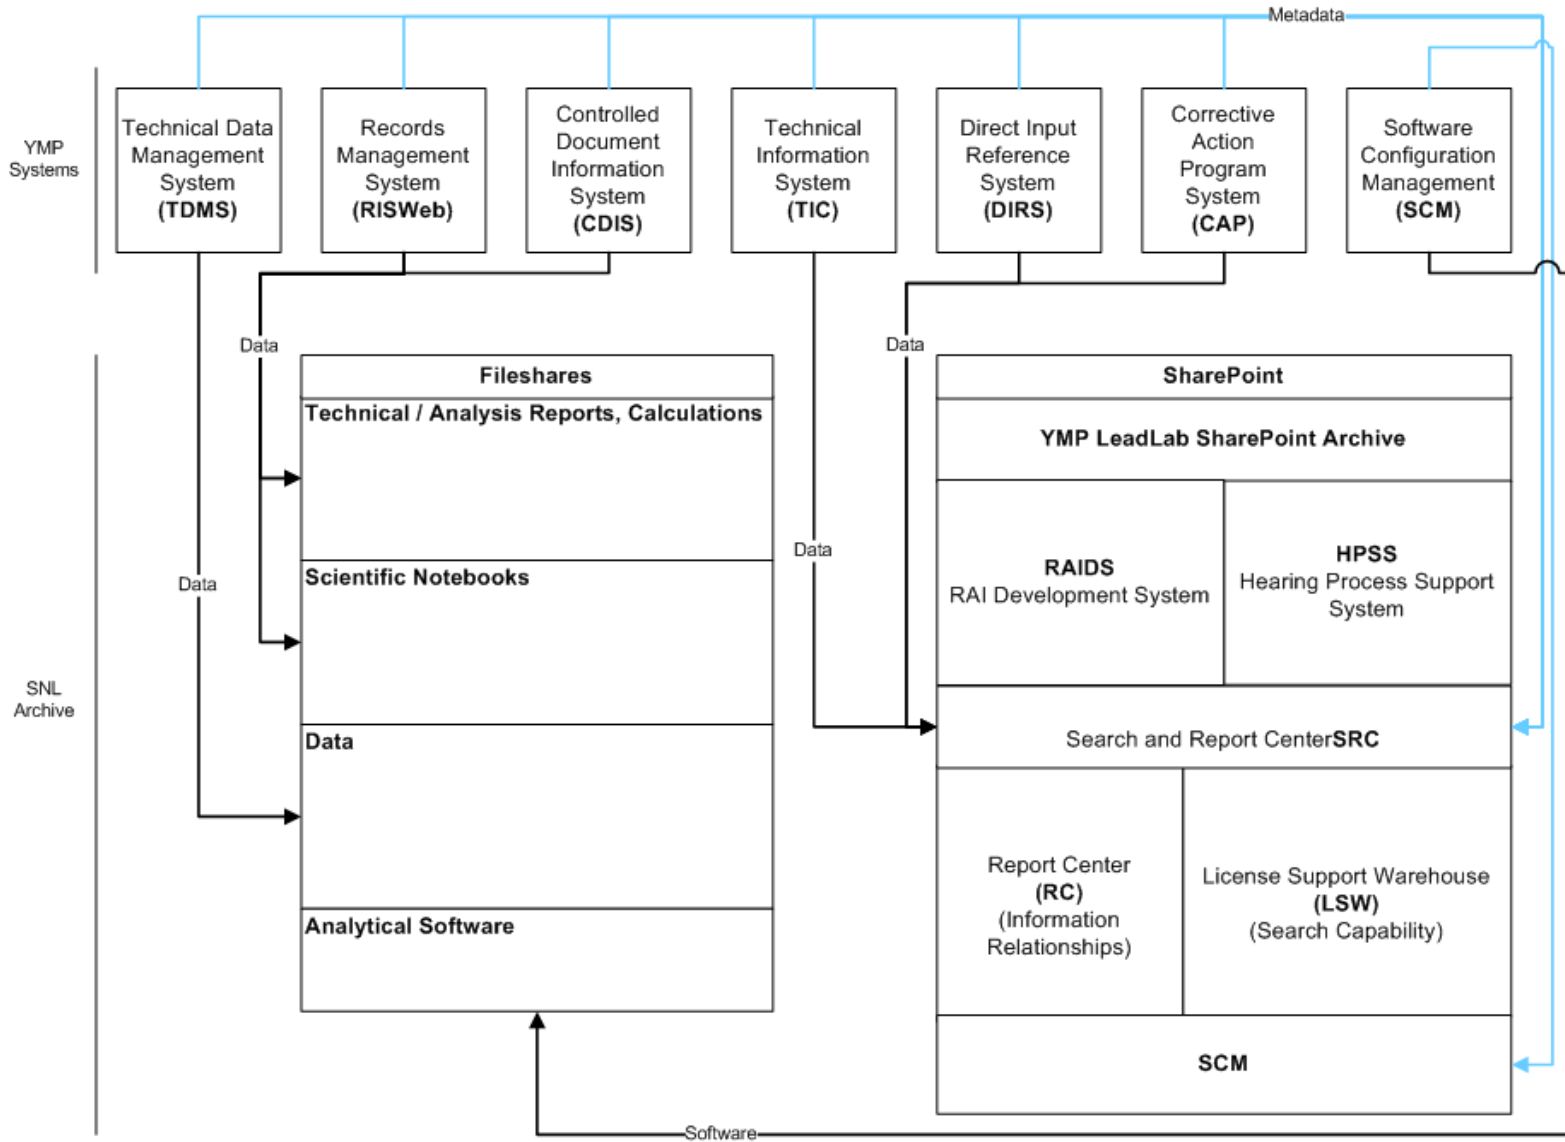 Metadata
YMP
Systems
Technical Data
Management
System
(TDMS)
Records
Management
System
(RISWeb)
Controlled
Document
Information
System
(CDIS)
Technical
Information
System
(TIC)
Direct Input
Reference
System
(DIRS)
Corrective
Action
Program
System
(CAP)
Software
Configuration
Management
(SCM)
Data
Data
Data
Data
SNL
Archive
Fileshares
Technical / Analysis Reports, Calculations
Scientific Notebooks
Data
Analytical Software
SharePoint
YMP LeadLab SharePoint Archive
RAIDS
RAI Development System
HPSS
Hearing Process Support
System
Search and Report CenterSRC
Report Center
(RC)
(Information
Relationships)
License Support Warehouse
(LSW)
(Search Capability)
SCM
Software